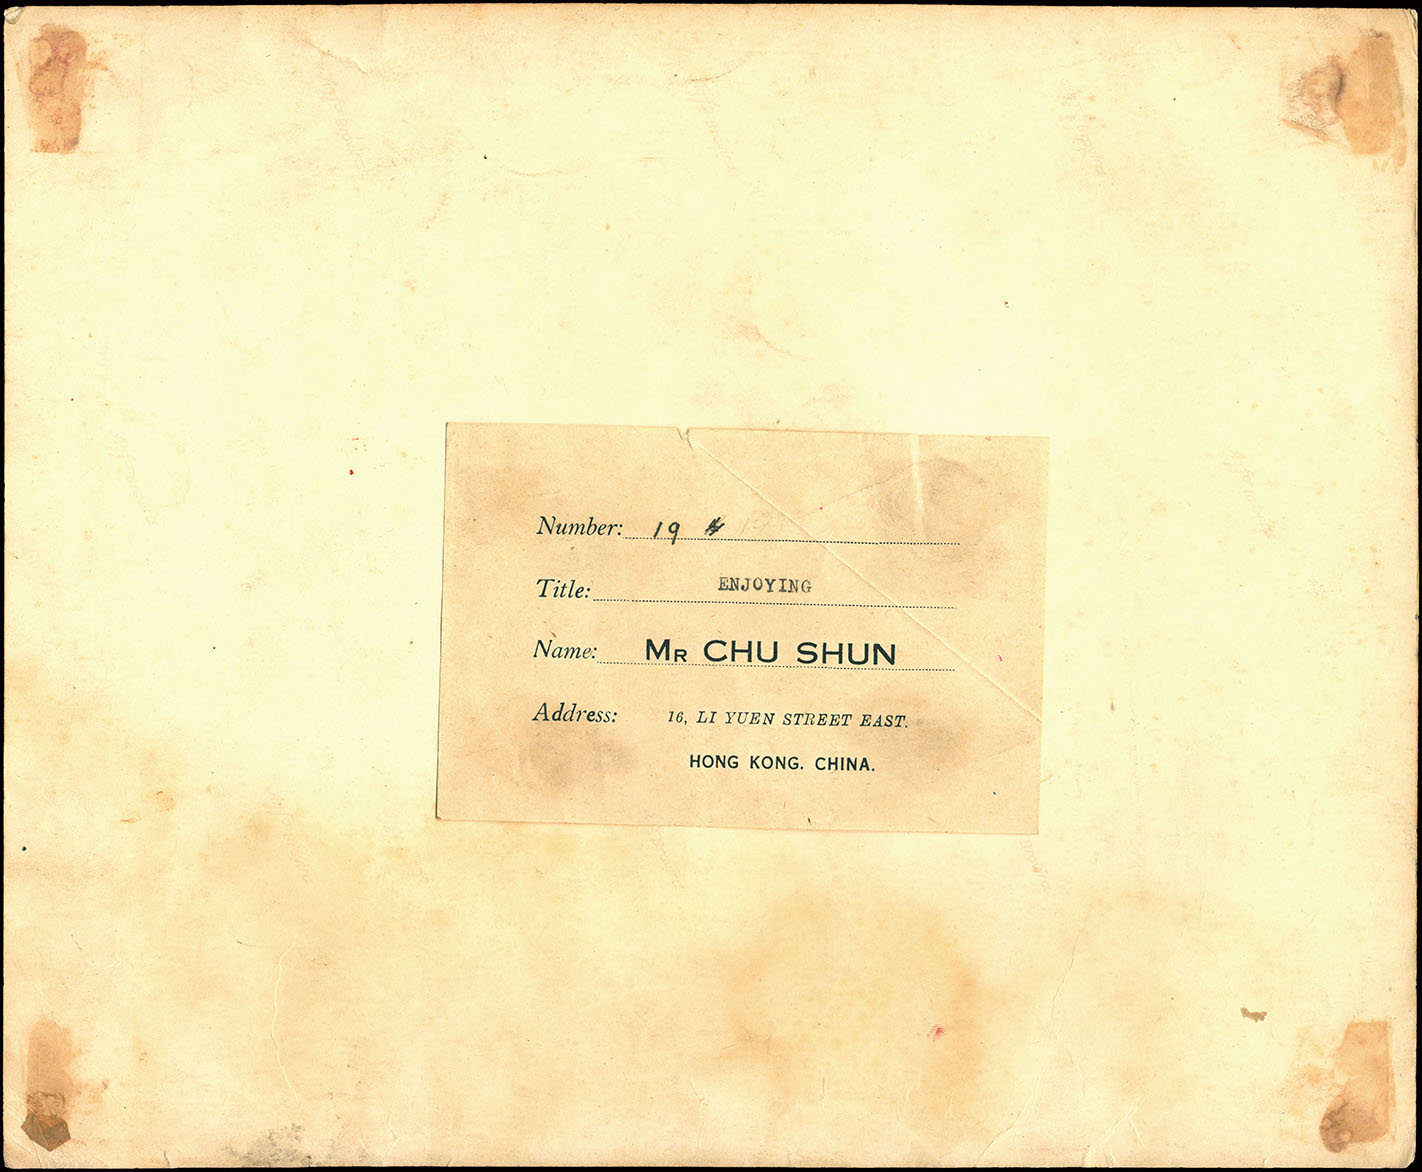 Number: 19
Title: ENJOYING
Name: MR CHU SHUN
Address: 16, LI YUEN STREET EAST.
HONG KONG. CHINA.